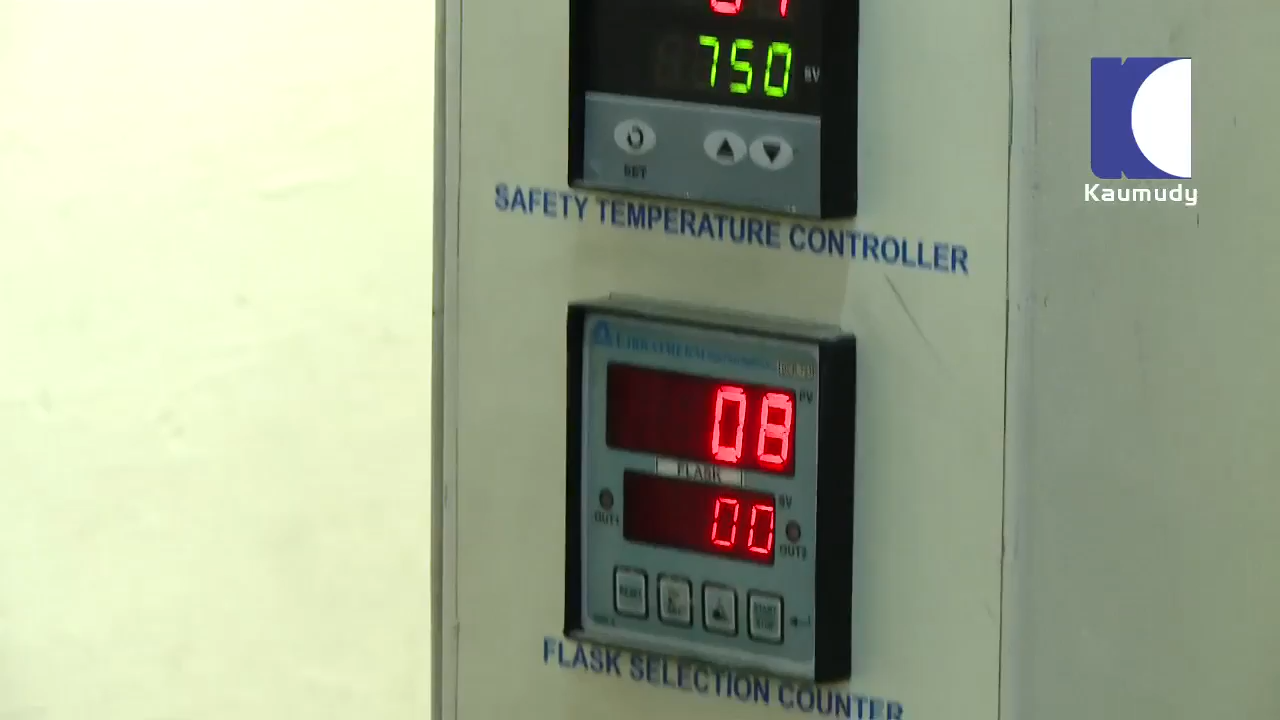 750
SV
SET
Kaumudy
SAFETY TEMPERATURE CONTROLLER
08
PV
FLASK
SV
OUT1
00
OUT2
RESET
START
STOP
FLASK SELECTION COUNTER